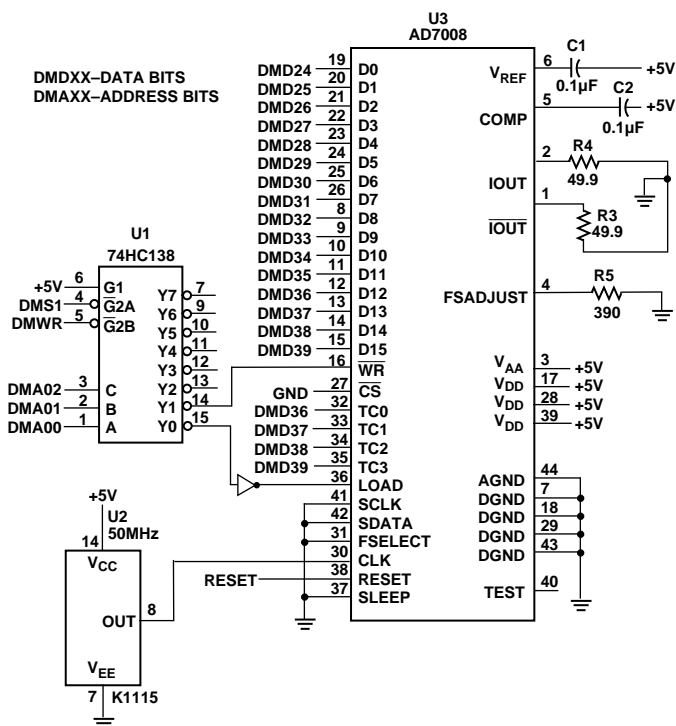 DMDXX–DATA BITS
DMAXX–ADDRESS BITS
U3
AD7008
DMD24 19 D0
DMD25 20 D1
DMD26 21 D2
DMD27 22 D3
DMD28 23 D4
DMD29 24 D5
DMD30 25 D6
DMD31 26 D7
DMD32 8 D8
DMD33 9 D9
DMD34 10 D10
DMD35 11 D11
DMD36 12 D12
DMD37 13 D13
DMD38 14 D14
DMD39 15 D15
16 WR
GND 27 CS
DMD36 32 TC0
DMD37 33 TC1
DMD38 34 TC2
DMD39 35 TC3
36 LOAD
41 SCLK
42 SDATA
31 FSELECT
30 CLK
RESET 38 RESET
37 SLEEP
VREF 6 C1 0.1µF +5V
COMP 5 C2 0.1µF +5V
IOUT 2 R4 49.9
IOUT 1 R3 49.9
FSADJUST 4 R5 390
VAA 3 +5V
VDD 17 +5V
VDD 28 +5V
VDD 39 +5V
AGND 44
DGND 7
DGND 18
DGND 29
DGND 43
TEST 40
U1
74HC138
+5V 6 G1
DMS1 4 G2A
DMWR 5 G2B
DMA02 3 C
DMA01 2 B
DMA00 1 A
Y7 7
Y6 9
Y5 10
Y4 11
Y3 12
Y2 13
Y1 14
Y0 15
+5V
U2
50MHz
14
VCC
OUT 8
VEE
7 K1115